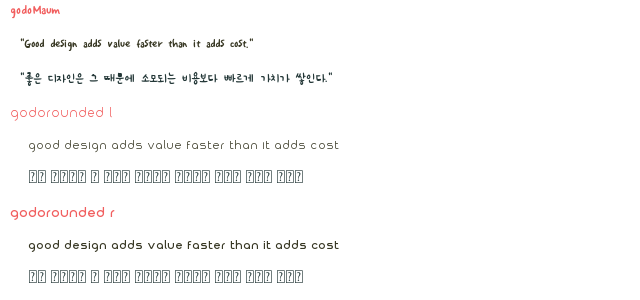 godoMaum
"Good design adds value faster than it adds cost."
"좋은 디자인은 그 때문에 소모되는 비용보다 빠르게 가치가 쌓인다."
godorounded l
good design adds value faster than it adds cost
godorounded r
good design adds value faster than it adds cost